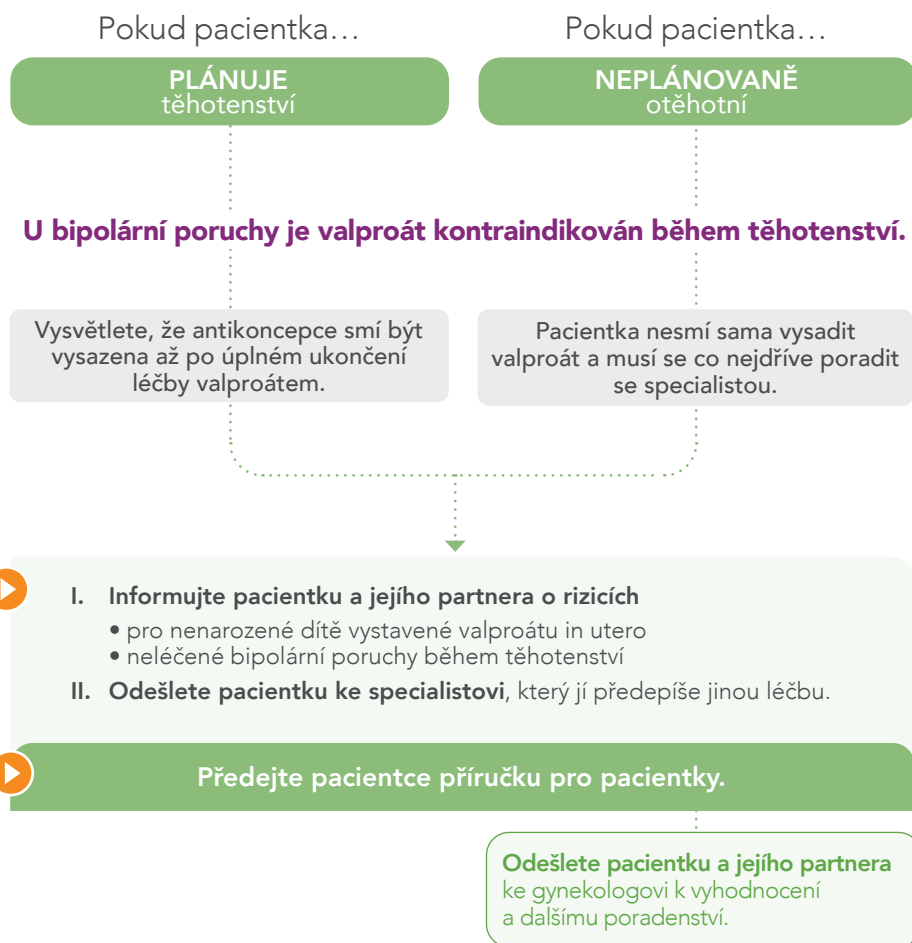 Pokud pacientka…
PLÁNUJE
těhotenství
Pokud pacientka…
NEPLÁNOVANĚ
otěhotní
U bipolární poruchy je valproát kontraindikován během těhotenství.
Vysvětlete, že antikoncepce smí být
vysazena až po úplném ukončení
léčby valproátem.
Pacientka nesmí sama vysadit
valproát a musí se co nejdříve poradit
se specialistou.
I. Informujte pacientku a jejího partnera o rizicích
• pro nenarozené dítě vystavené valproátu in utero
• neléčené bipolární poruchy během těhotenství
II. Odešlete pacientku ke specialistovi, který jí předepíše jinou léčbu.
Předejte pacientce příručku pro pacientky.
Odešlete pacientku a jejího partnera
ke gynekologovi k vyhodnocení
a dalšímu poradenství.